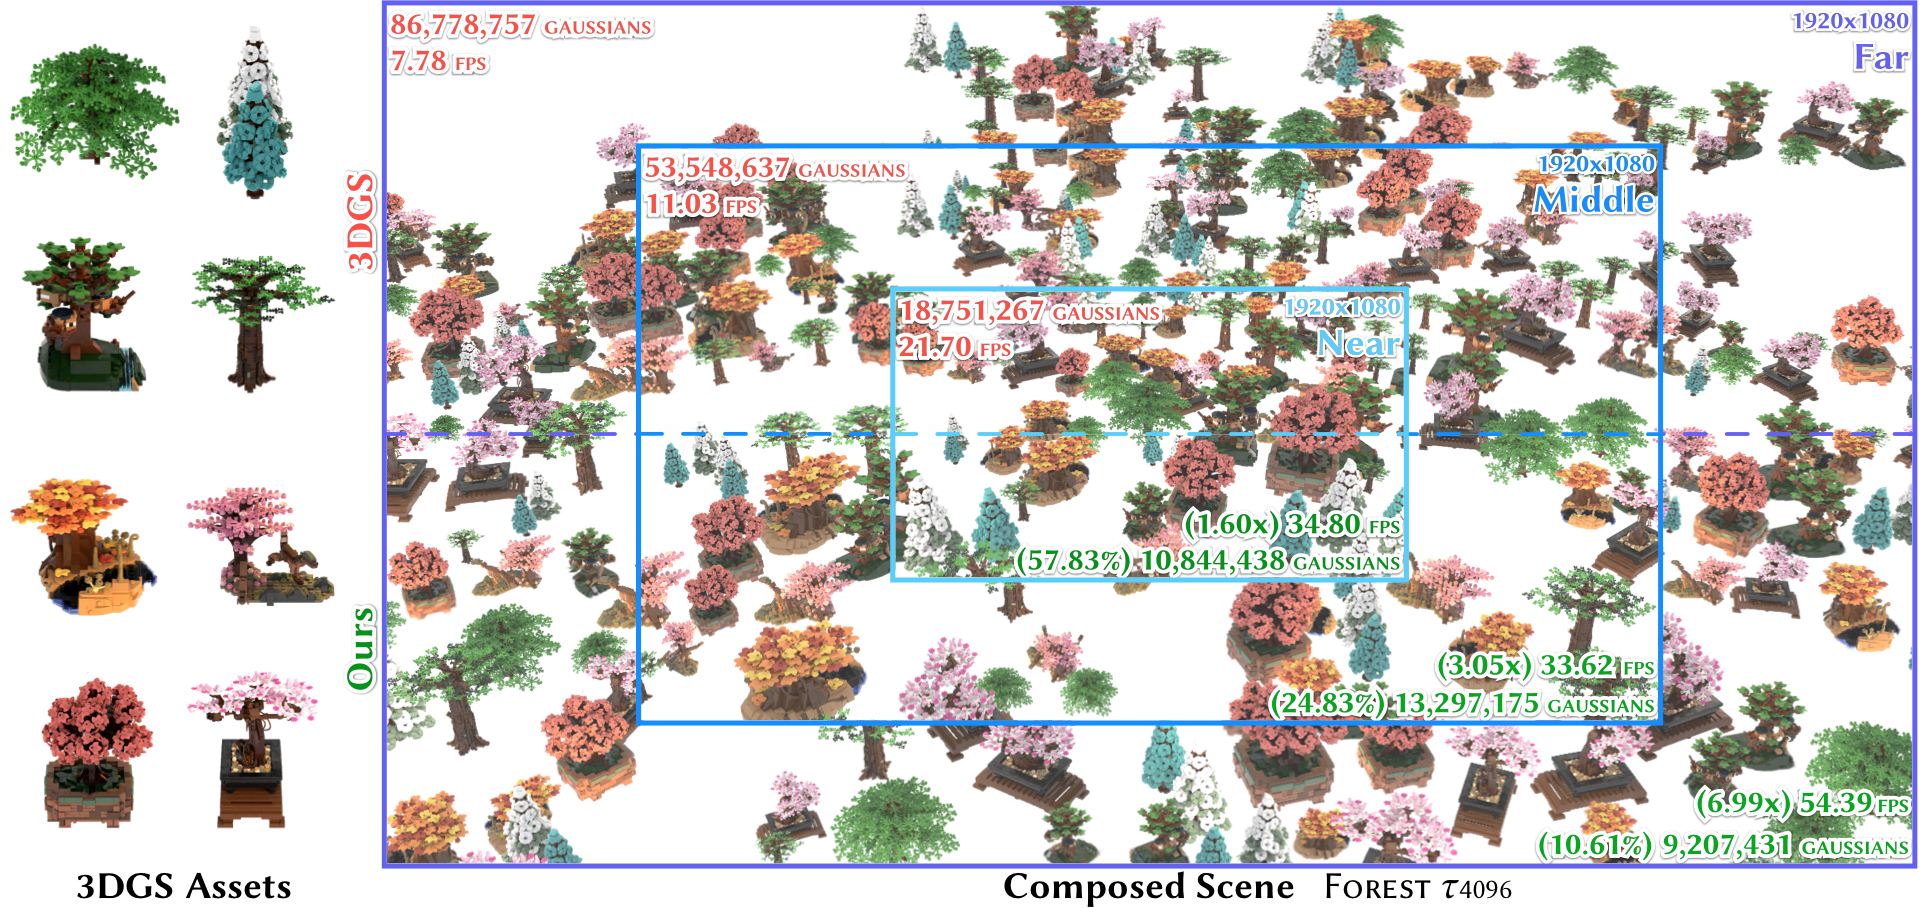 86,778,757 GAUSSIANS
7.78 FPS
1920x1080
Far
53,548,637 GAUSSIANS
11.03 FPS
1920x1080
Middle
18,751,267 GAUSSIANS
21.70 FPS
1920x1080
Near
3DGS
Ours
(1.60x) 34.80 FPS
(57.83%) 10,844,438 GAUSSIANS
(3.05x) 33.62 FPS
(24.83%) 13,297,175 GAUSSIANS
(6.99x) 54.39 FPS
(10.61%) 9,207,431 GAUSSIANS
3DGS Assets
Composed Scene FOREST τ4096